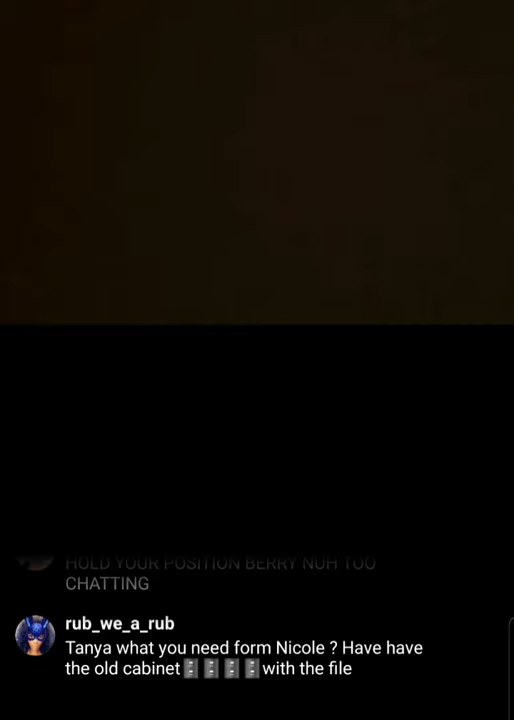 HOLD YOUR POSITION BERRY NUH TOO
CHATTING
rub_we_a_rub
Tanya what you need form Nicole ? Have have
the old cabinet🗄️🗄️🗄️🗄️with the file